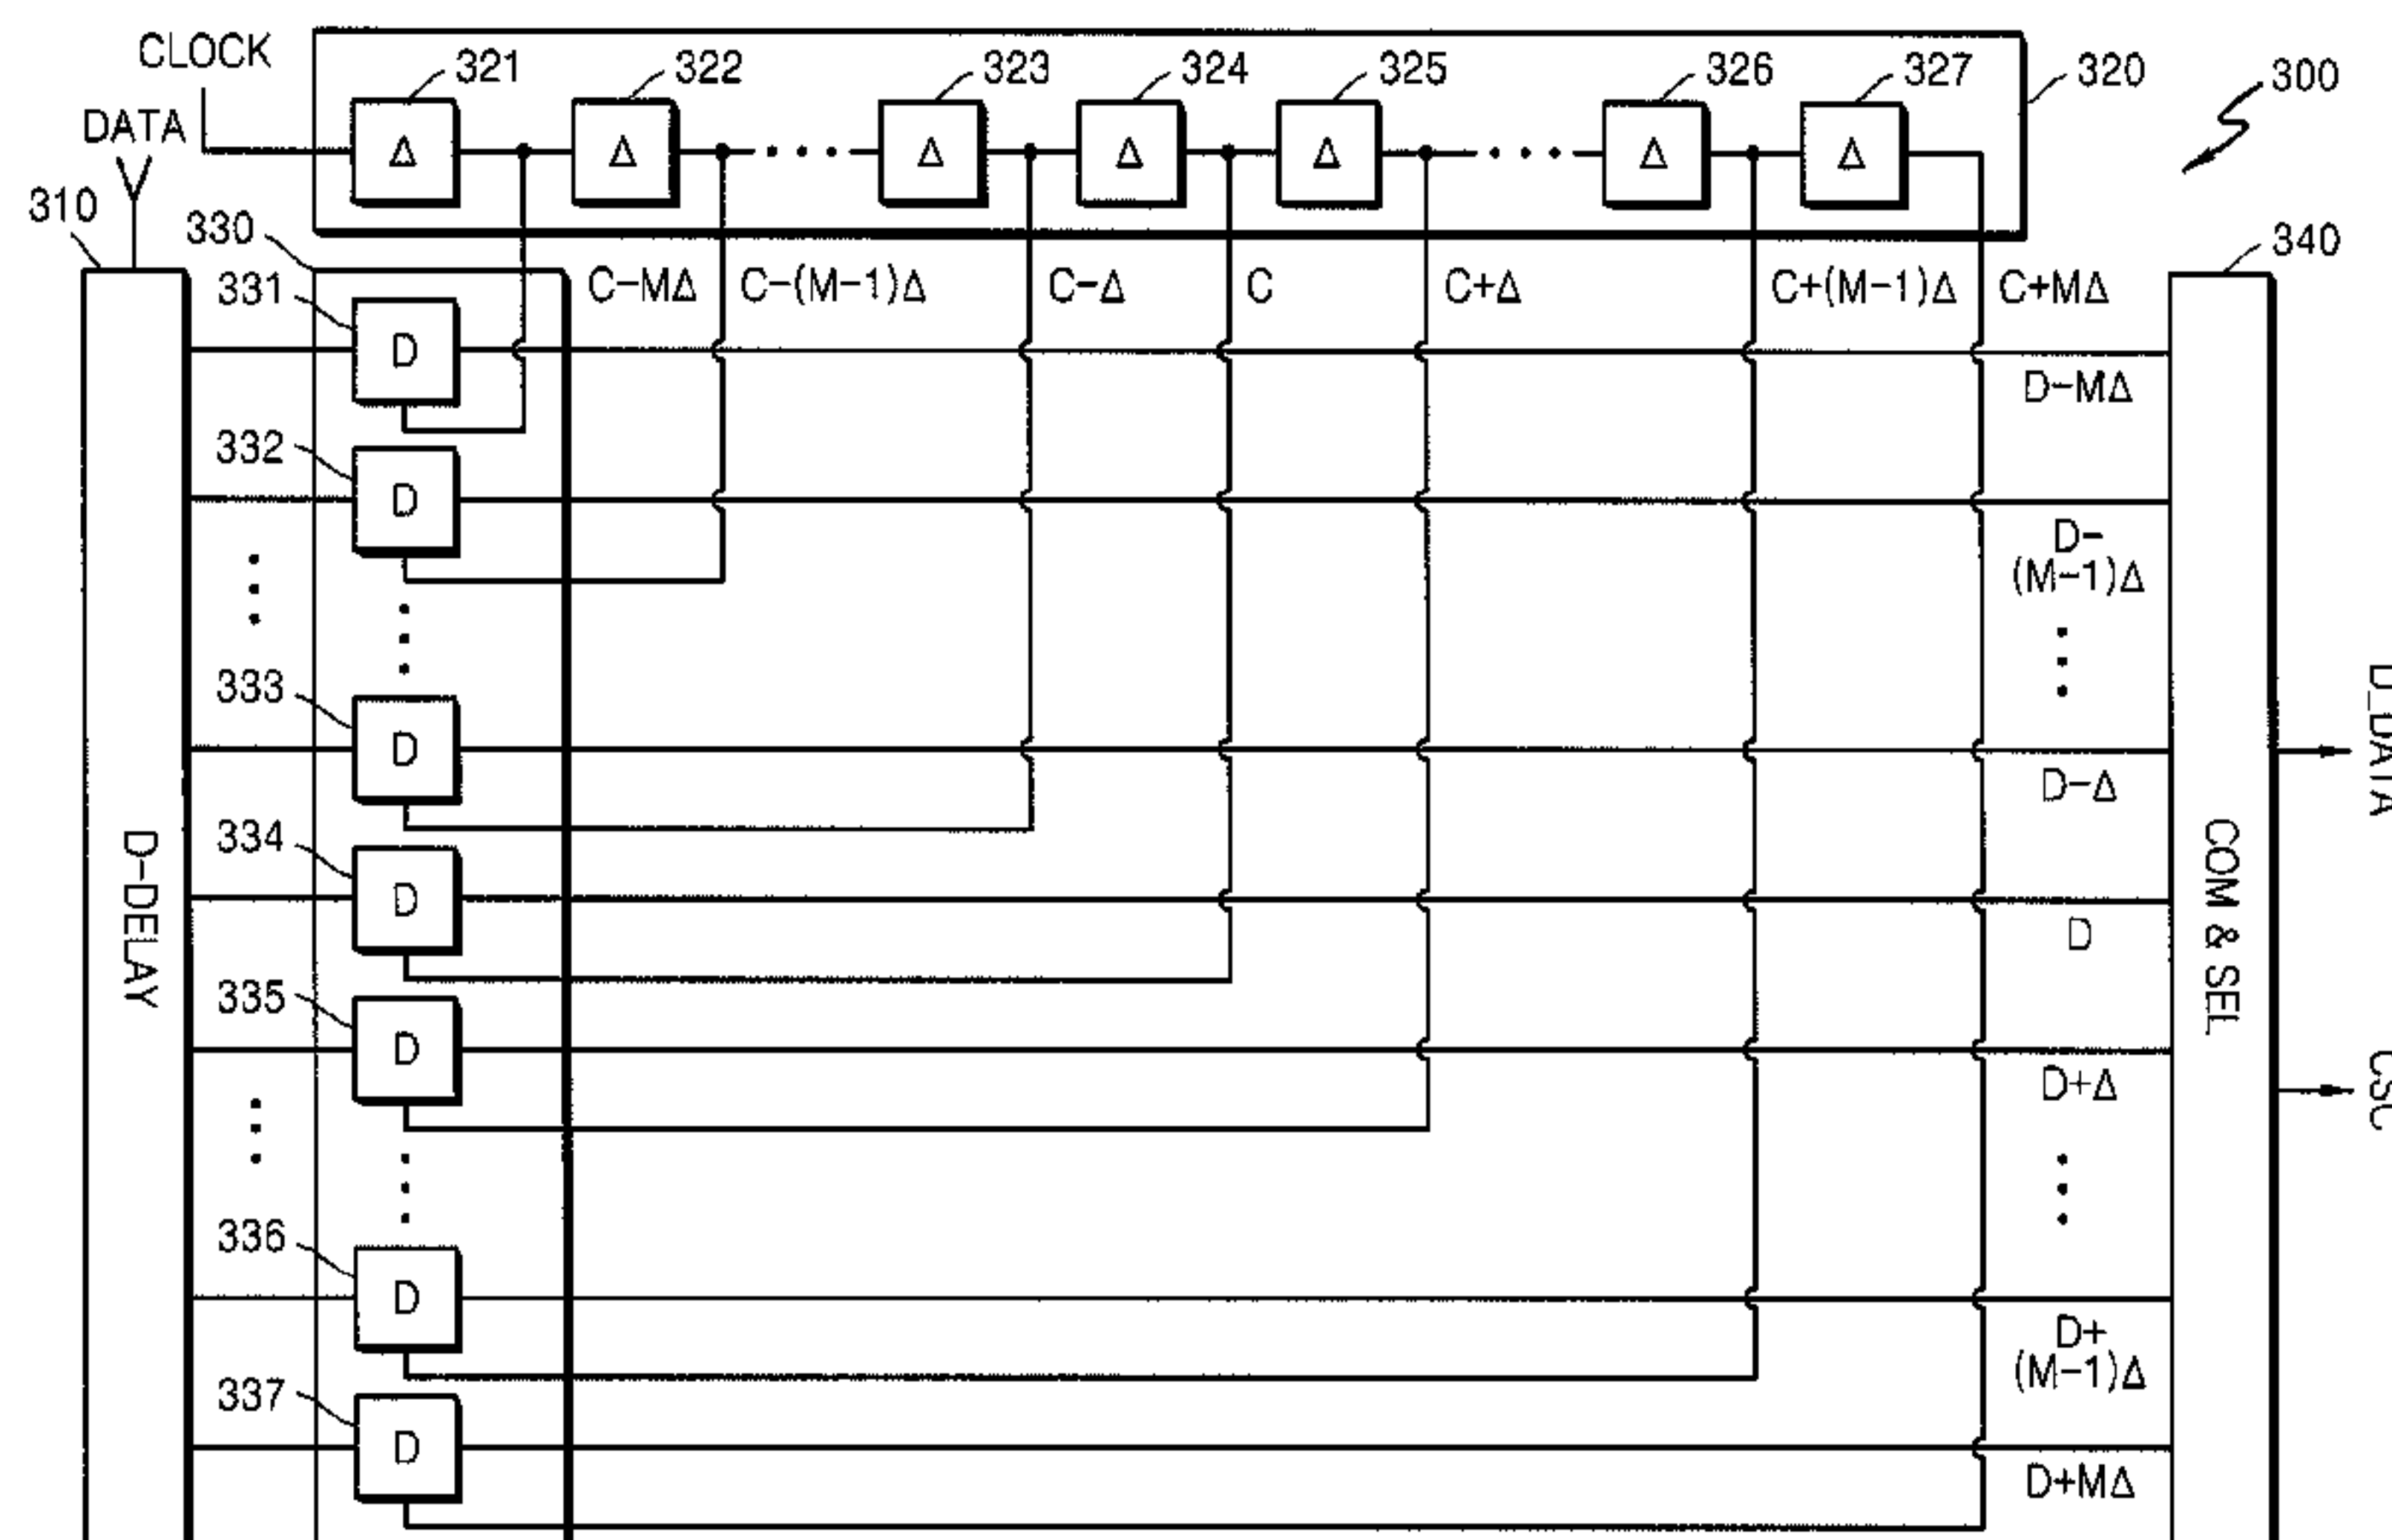 CLOCK
DATA
321
322
323
324
325
326
327
320
300
Δ
Δ
Δ
Δ
Δ
Δ
Δ
310
330
340
331
C-MΔ
C-(M-1)Δ
C-Δ
C
C+Δ
C+(M-1)Δ
C+MΔ
D
D-MΔ
332
D
D-
(M-1)Δ
333
D
D-Δ
334
D
D
335
D
D+Δ
336
D
D+
(M-1)Δ
337
D
D+MΔ
D-DELAY
COM & SEL
D_DATA
CSC